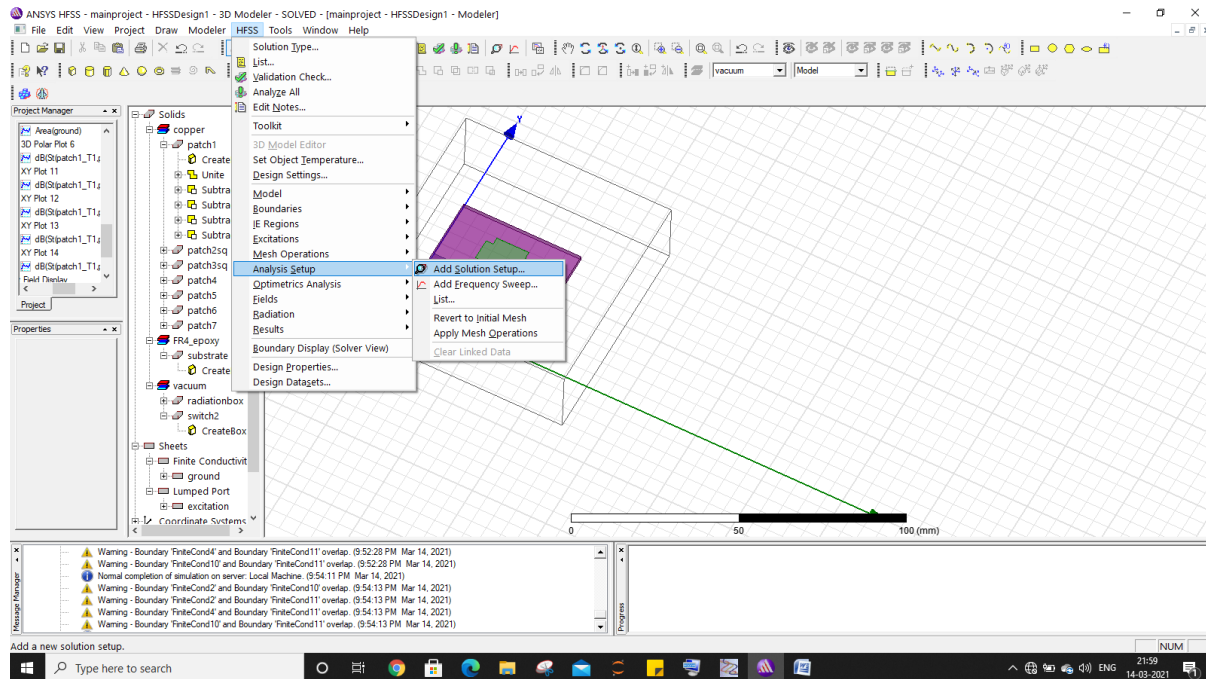 ANSYS HFSS - mainproject - HFSSDesign1 - 3D Modeler - SOLVED - [mainproject - HFSSDesign1 - Modeler]
File Edit View Project Draw Modeler HFSS Tools Window Help
Solution Type...
List...
Validation Check...
Analyze All
Edit Notes...
Toolkit
3D Model Editor
Set Object Temperature...
Design Settings...
Model
Boundaries
IE Regions
Excitations
Mesh Operations
Analysis Setup
Optimetrics Analysis
Fields
Radiation
Results
Boundary Display (Solver View)
Design Properties...
Design Datasets...
Add Solution Setup...
Add Frequency Sweep...
List...
Revert to Initial Mesh
Apply Mesh Operations
Clear Linked Data
vacuum
Model
Project Manager
Area(ground)
3D Polar Plot 6
dB(St(patch1_T1,p
XY Plot 11
dB(St(patch1_T1,p
XY Plot 12
dB(St(patch1_T1,p
XY Plot 13
dB(St(patch1_T1,p
XY Plot 14
dB(St(patch1_T1,p
Field Display
Project
Properties
Solids
copper
patch1
Create
Unite
Subtra
Subtra
Subtra
Subtra
patch2sq
patch3sq
patch4
patch5
patch6
patch7
FR4_epoxy
substrate
Create
vacuum
radiationbox
switch2
CreateBox
Sheets
Finite Conductivit
ground
Lumped Port
excitation
Coordinate Systems
Y
0 50 100 (mm)
Message Manager
Warning - Boundary 'FiniteCond4' and Boundary 'FiniteCond11' overlap. (9:52:28 PM Mar 14, 2021)
Warning - Boundary 'FiniteCond10' and Boundary 'FiniteCond11' overlap. (9:52:28 PM Mar 14, 2021)
Normal completion of simulation on server: Local Machine. (9:54:11 PM Mar 14, 2021)
Warning - Boundary 'FiniteCond2' and Boundary 'FiniteCond10' overlap. (9:54:13 PM Mar 14, 2021)
Warning - Boundary 'FiniteCond2' and Boundary 'FiniteCond11' overlap. (9:54:13 PM Mar 14, 2021)
Warning - Boundary 'FiniteCond4' and Boundary 'FiniteCond11' overlap. (9:54:13 PM Mar 14, 2021)
Warning - Boundary 'FiniteCond10' and Boundary 'FiniteCond11' overlap. (9:54:13 PM Mar 14, 2021)
Progress
Add a new solution setup.
NUM
Type here to search
ENG
21:59
14-03-2021